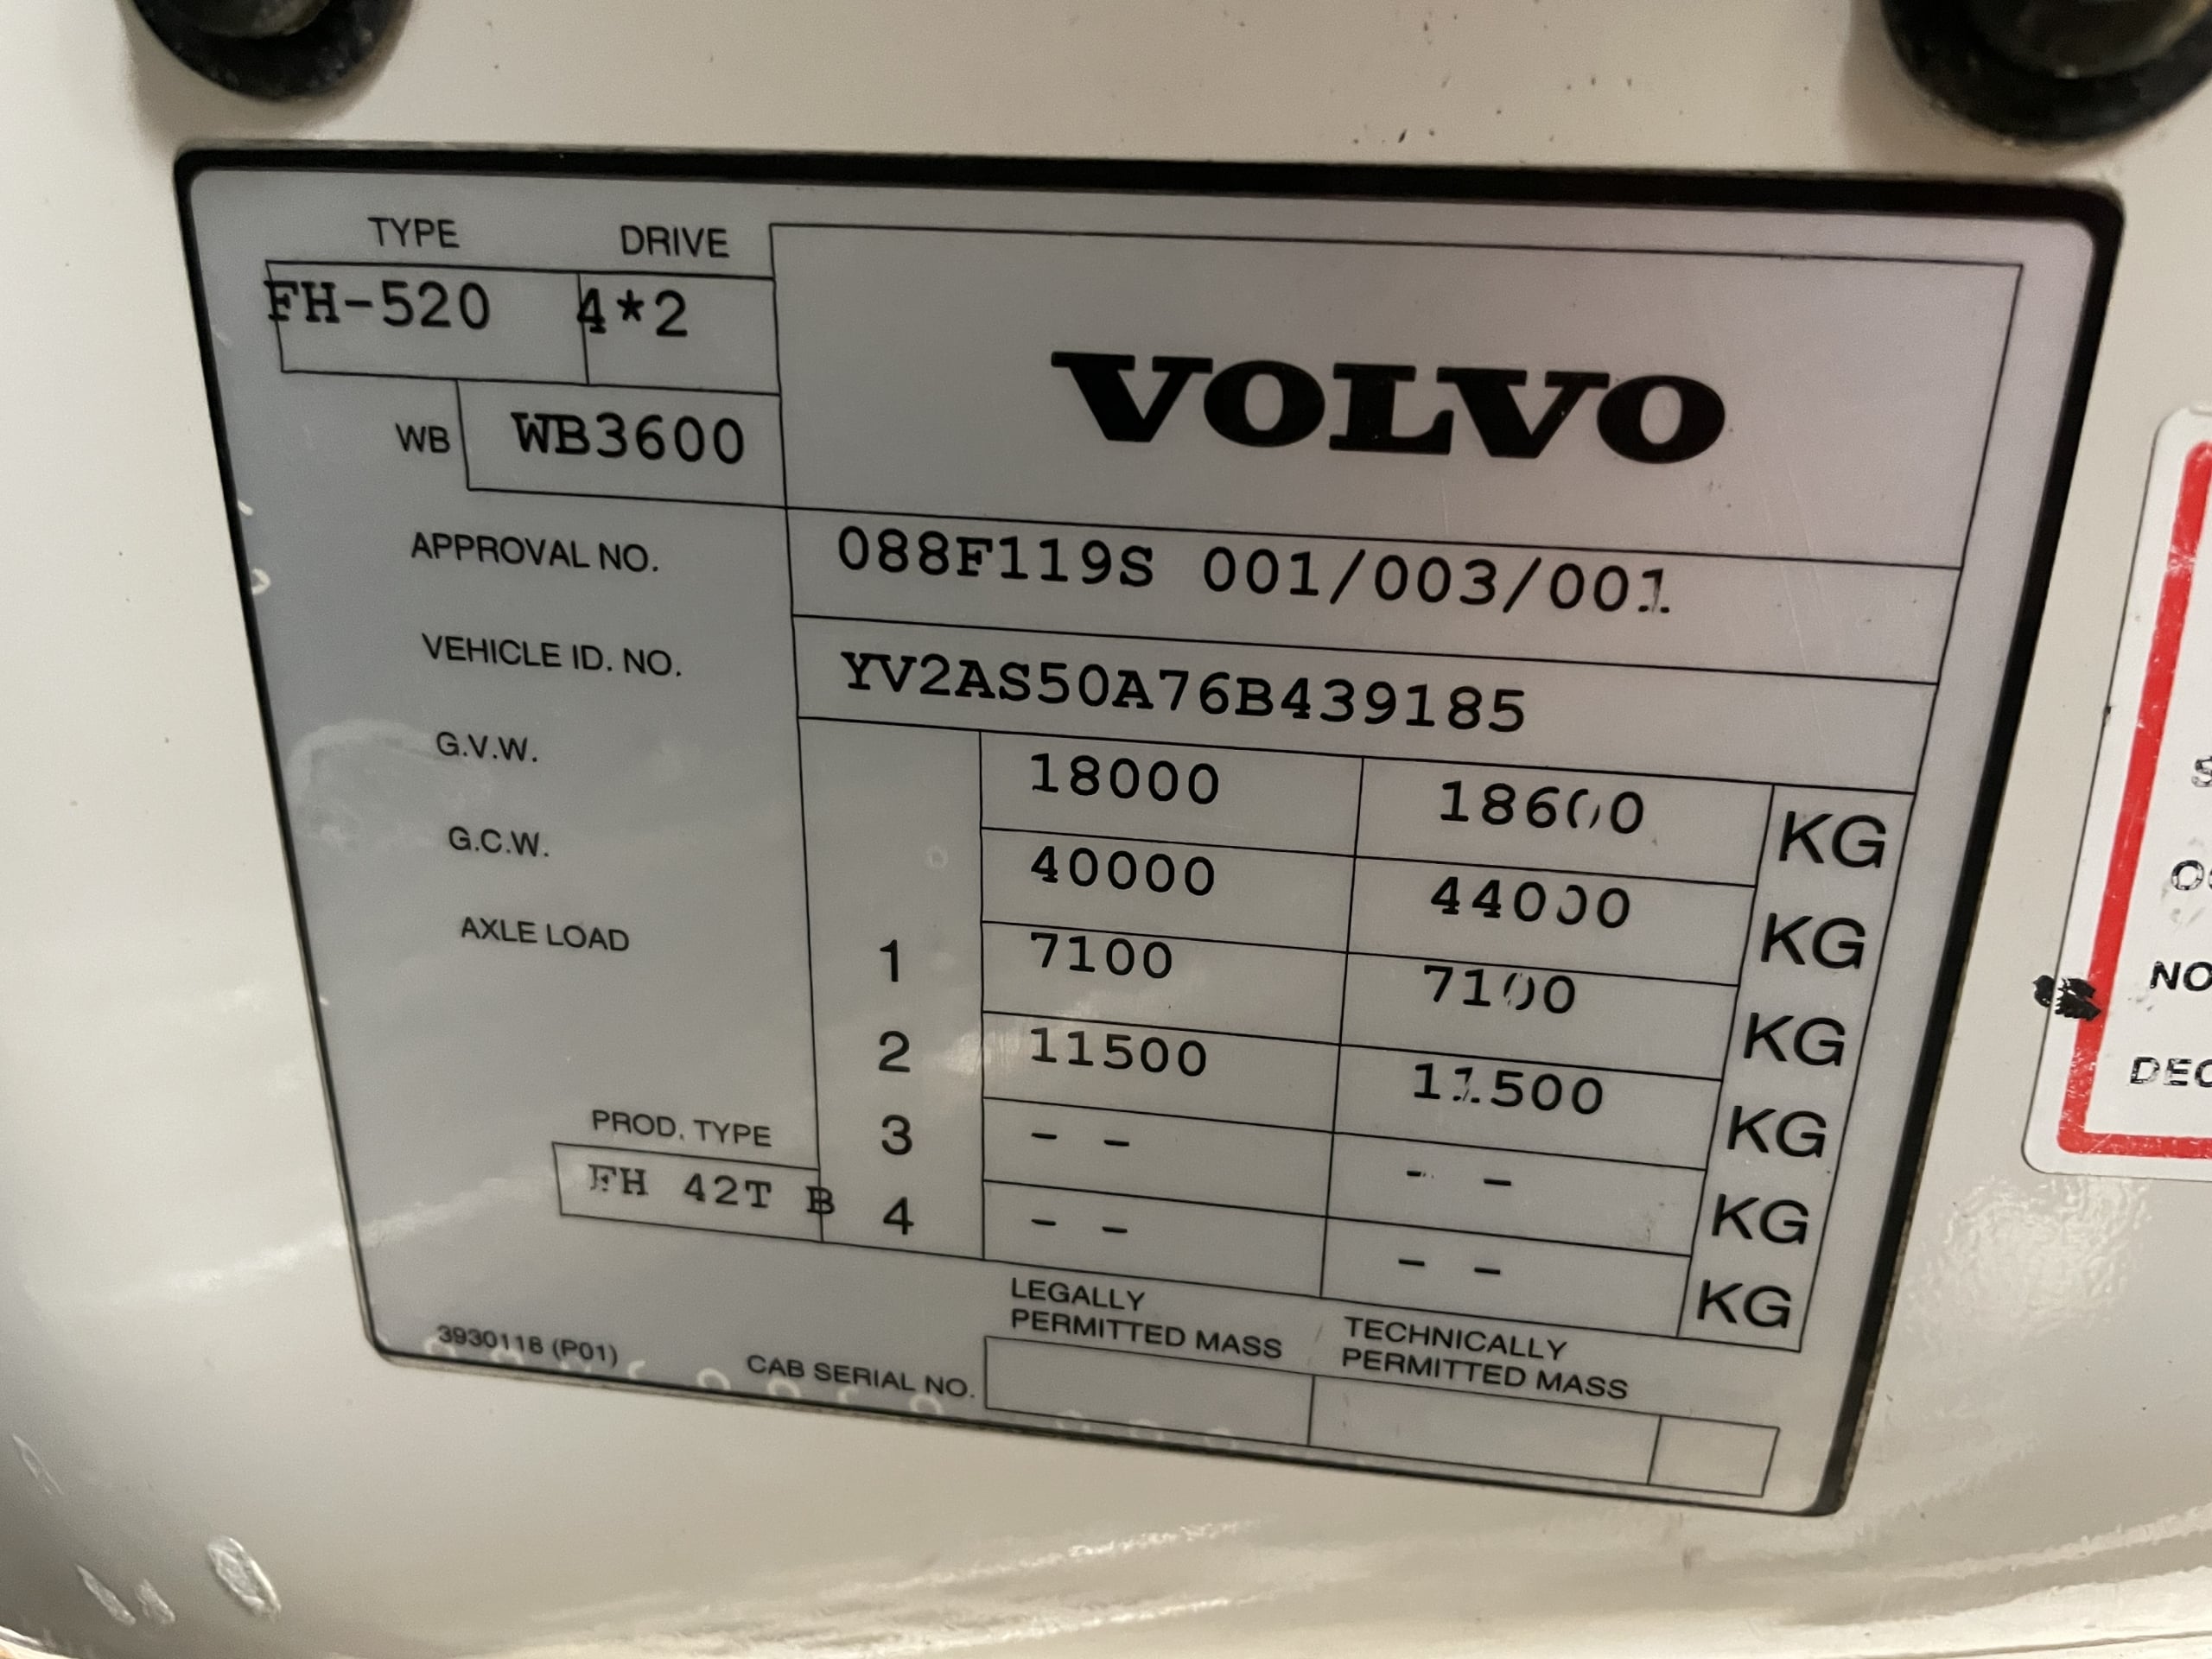 TYPE DRIVE
FH-520 4*2
VOLVO
WB WB3600
APPROVAL NO. 088F119S 001/003/001
VEHICLE ID. NO. YV2AS50A76B439185
G.V.W. 18000 18600 KG
G.C.W. 40000 44000 KG
AXLE LOAD 1 7100 7100 KG
2 11500 11500 KG
3 - - - - KG
PROD. TYPE
FH 42T B 4 - - - - KG
LEGALLY PERMITTED MASS
TECHNICALLY PERMITTED MASS
3930118 (P01)
CAB SERIAL NO.
NO